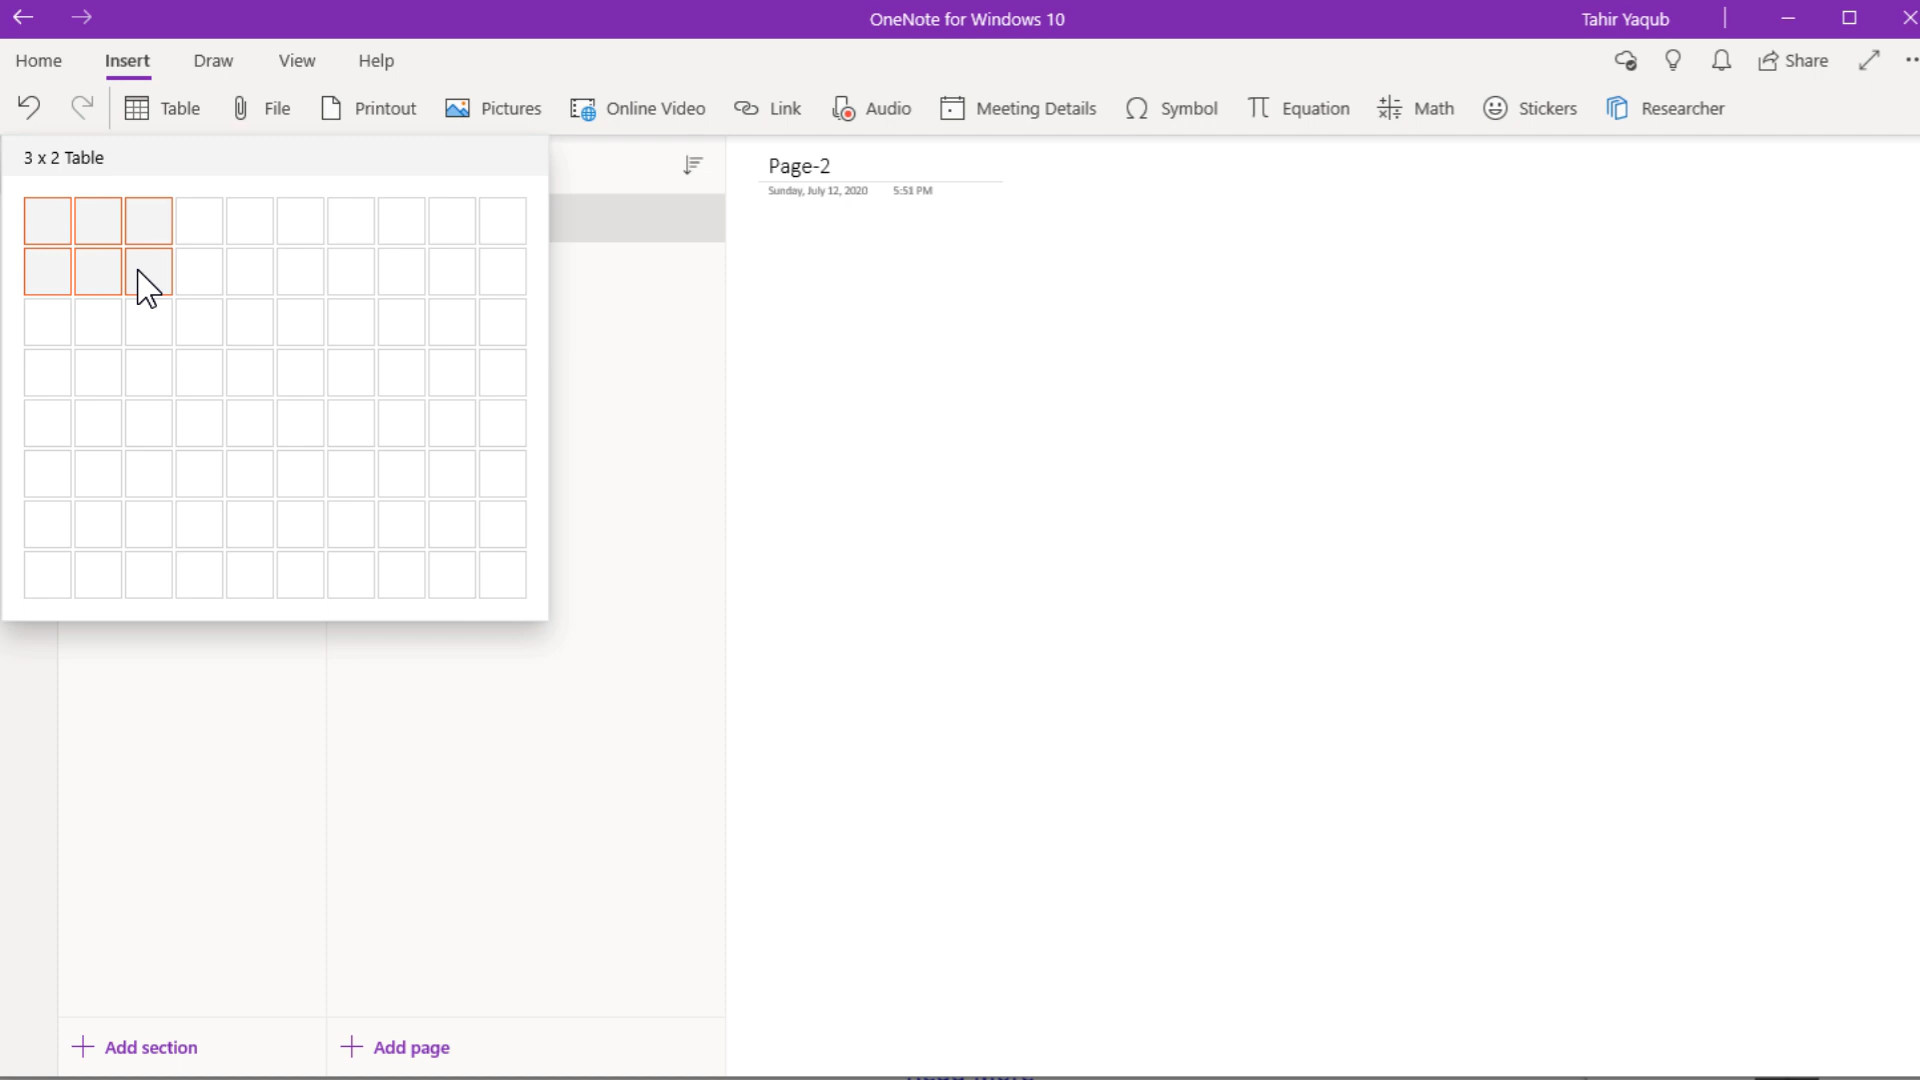 OneNote for Windows 10
Tahir Yaqub
Home Insert Draw View Help
Share
Table File Printout Pictures Online Video Link Audio Meeting Details Symbol Equation Math Stickers Researcher
3 x 2 Table
Page-2
Sunday, July 12, 2020 5:51 PM
Add section
Add page